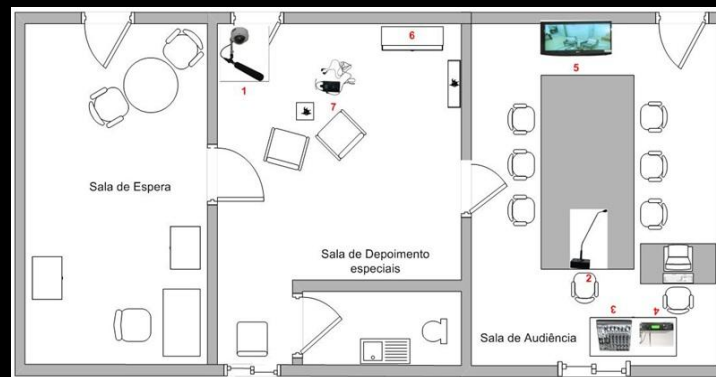 6
5
1
7
Sala de Espera
Sala de Depoimento
especiais
2
3
4
Sala de Audiência